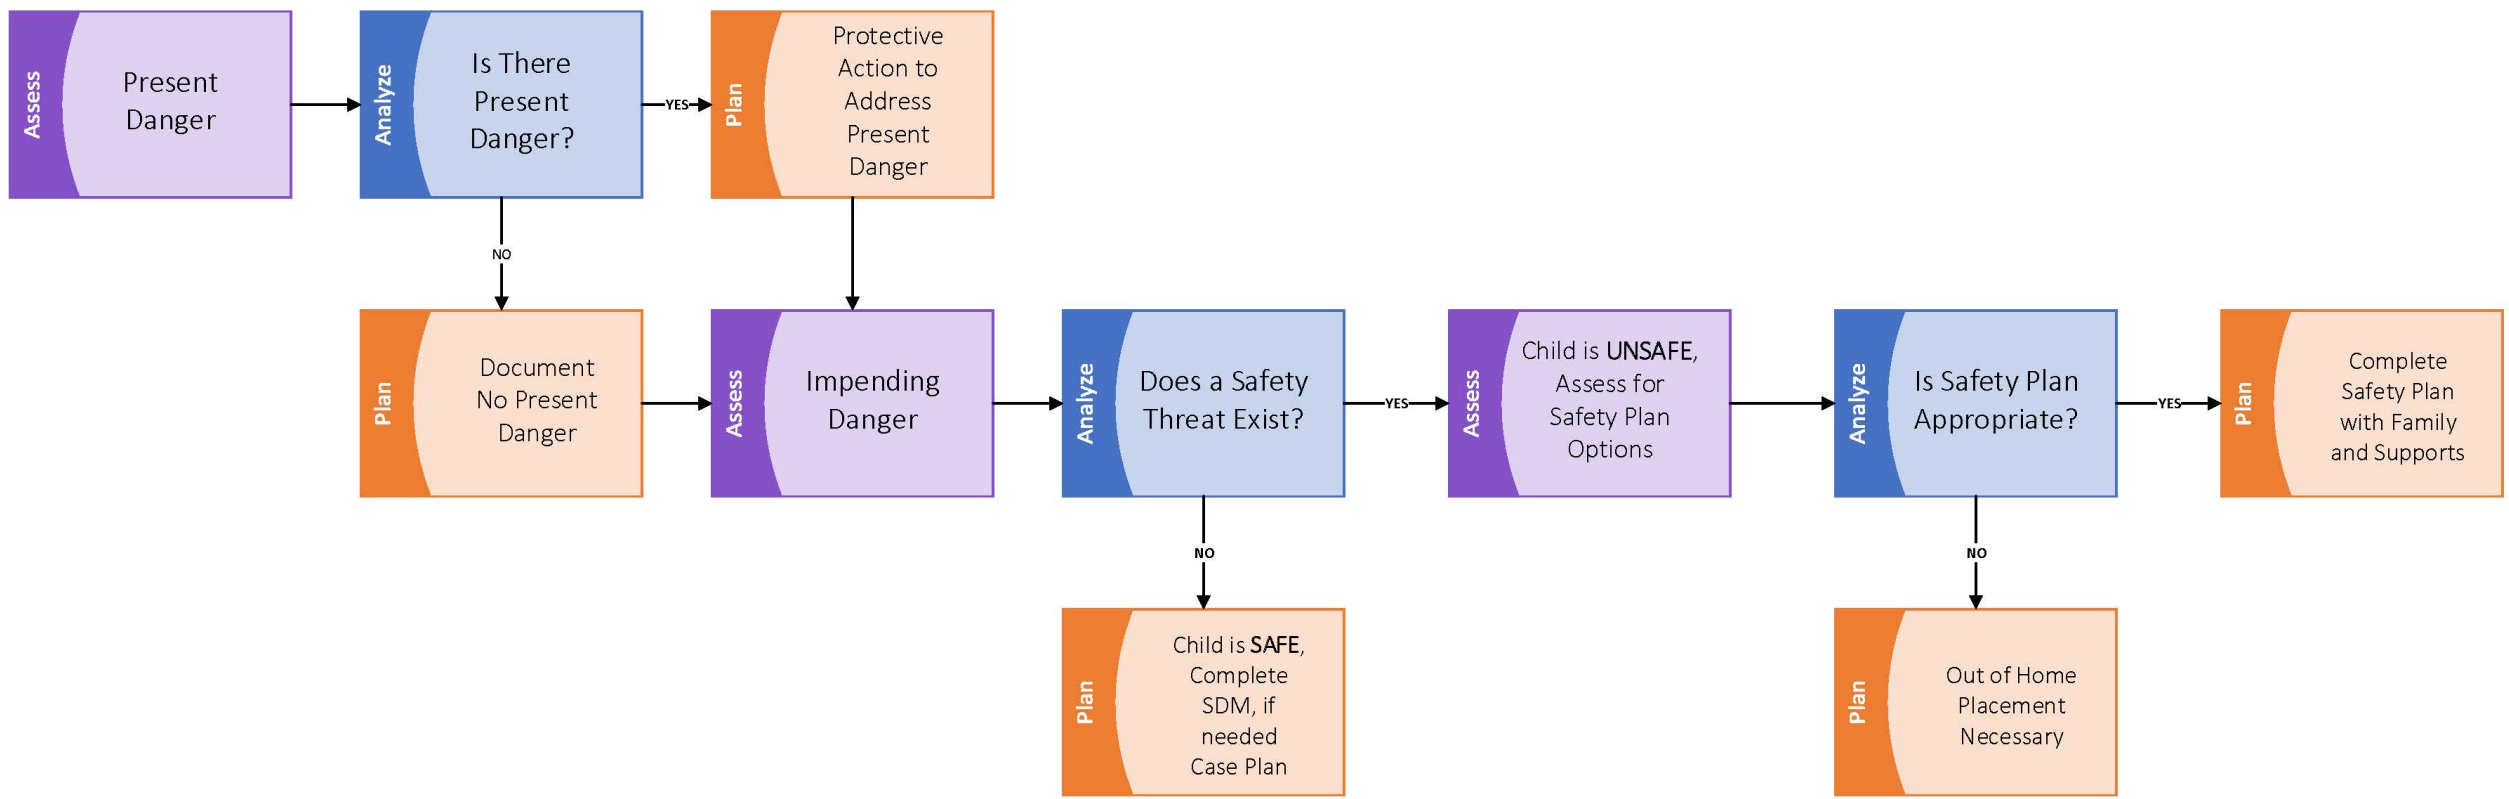 Assess
Present
Danger
Analyze
Is There
Present
Danger?
YES
Plan
Protective
Action to
Address
Present
Danger
NO
Plan
Document
No Present
Danger
Assess
Impending
Danger
Analyze
Does a Safety
Threat Exist?
YES
Assess
Child is UNSAFE,
Assess for
Safety Plan
Options
Analyze
Is Safety Plan
Appropriate?
YES
Plan
Complete
Safety Plan
with Family
and Supports
NO
Plan
Child is SAFE,
Complete
SDM, if
needed
Case Plan
NO
Plan
Out of Home
Placement
Necessary